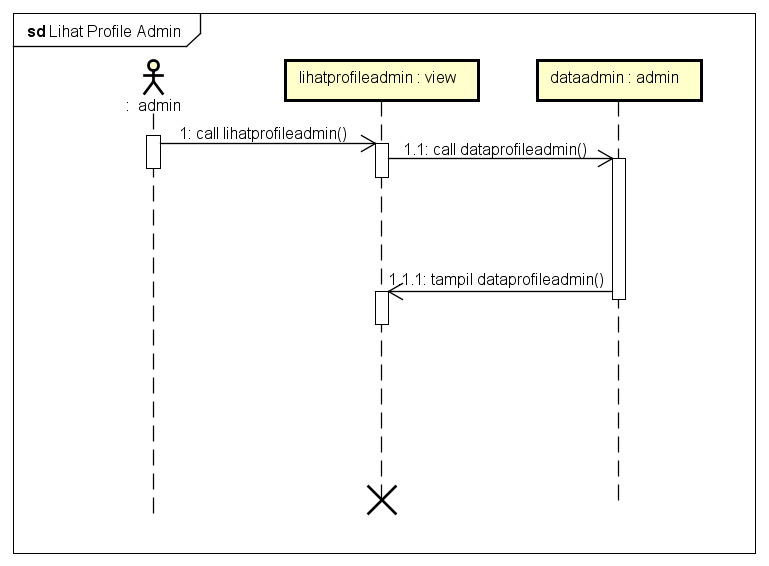 sd Lihat Profile Admin
: admin
lihatprofileadmin : view
dataadmin : admin
1: call lihatprofileadmin()
1.1: call dataprofileadmin()
1.1.1: tampil dataprofileadmin()